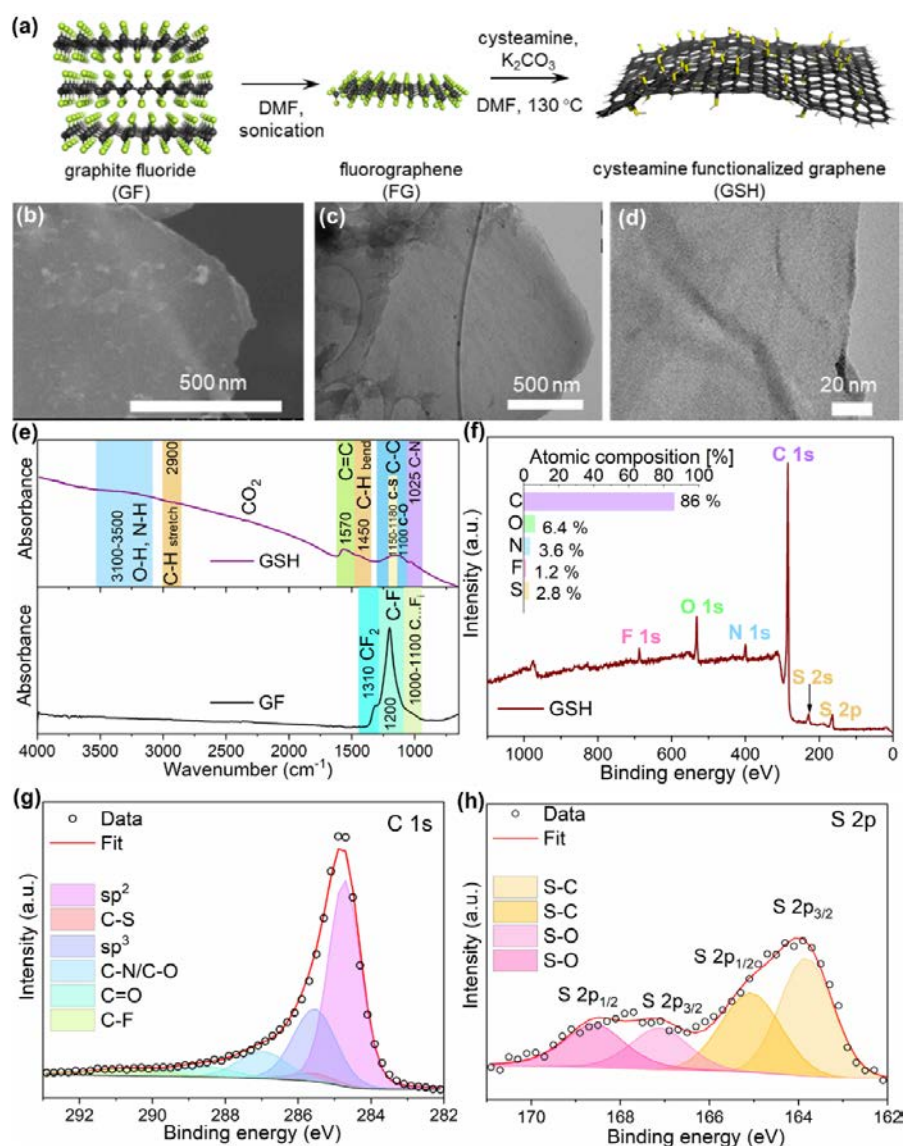 (a)
cysteamine,
K₂CO₃
DMF,
sonication
DMF, 130 °C
graphite fluoride
(GF)
fluorographene
(FG)
cysteamine functionalized graphene
(GSH)
(b)
500 nm
(c)
500 nm
(d)
20 nm
(e)
Absorbance
3100-3500
O-H, N-H
C-H stretch 2900
CO₂
GSH
1570 C=C
1450 C-H bend
1150-1180 C-S C-C
1100 C-O
1025 C-N
Absorbance
GF
1310 CF₂
1200 C-F
1000-1100 C...Fᵢ
4000 3500 3000 2500 2000 1500 1000
Wavenumber (cm⁻¹)
(f)
Intensity (a.u.)
Atomic composition [%]
0 20 40 60 80 100
C 86 %
O 6.4 %
N 3.6 %
F 1.2 %
S 2.8 %
C 1s
F 1s
O 1s
N 1s
S 2s
S 2p
GSH
1000 800 600 400 200 0
Binding energy (eV)
(g)
Intensity (a.u.)
Data
Fit
C 1s
sp²
C-S
sp³
C-N/C-O
C=O
C-F
292 290 288 286 284 282
Binding energy (eV)
(h)
Intensity (a.u.)
Data
Fit
S 2p
S-C
S-C
S-O
S-O
S 2p₃/₂
S 2p₁/₂
S 2p₁/₂
S 2p₃/₂
170 168 166 164 162
Binding energy (eV)